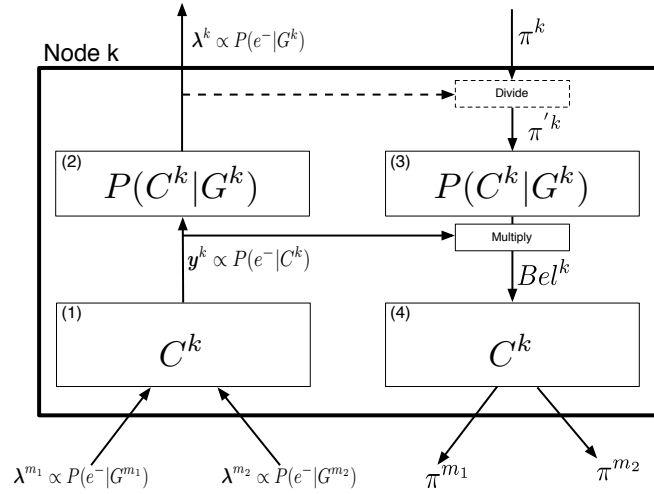 λ^k ∝ P(e^-|G^k)
π^k
Node k
Divide
π'^k
(2)
P(C^k|G^k)
(3)
P(C^k|G^k)
Multiply
y^k ∝ P(e^-|C^k)
Bel^k
(1)
C^k
(4)
C^k
λ^{m_1} ∝ P(e^-|G^{m_1})
λ^{m_2} ∝ P(e^-|G^{m_2})
π^{m_1}
π^{m_2}